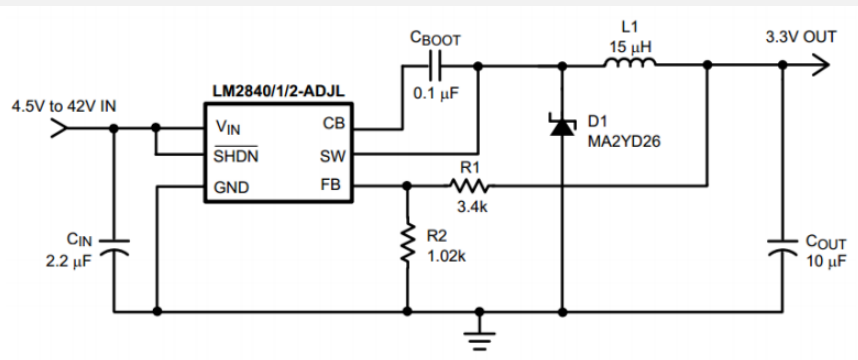 CBOOT
0.1 µF
L1
15 µH
3.3V OUT
4.5V to 42V IN
LM2840/1/2-ADJL
VIN
CB
SHDN
SW
GND
FB
D1
MA2YD26
R1
3.4k
R2
1.02k
CIN
2.2 µF
COUT
10 µF